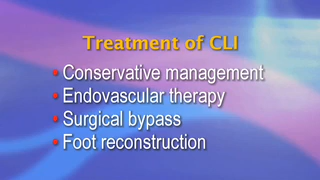 Treatment of CLI
• Conservative management
• Endovascular therapy
• Surgical bypass
• Foot reconstruction